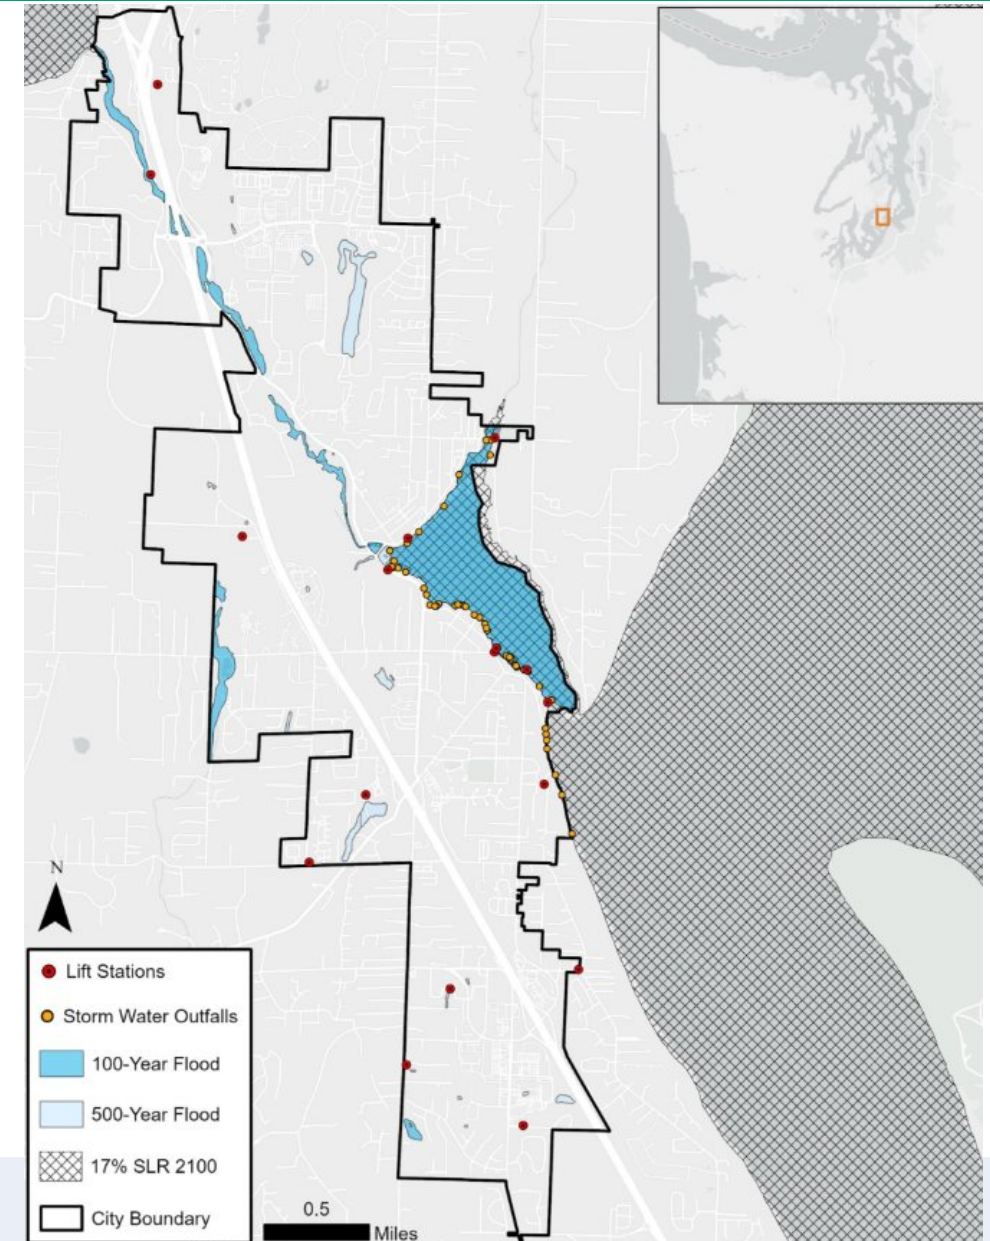 N
Lift Stations
Storm Water Outfalls
100-Year Flood
500-Year Flood
17% SLR 2100
City Boundary
0.5
Miles